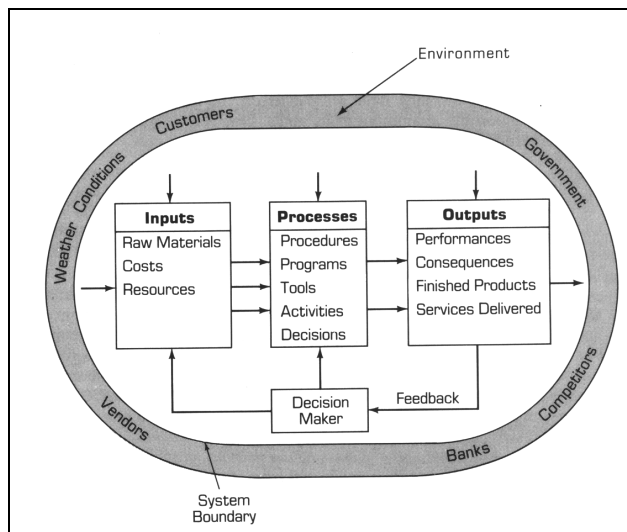 Environment
Customers
Government
Weather Conditions
Inputs
Raw Materials
Costs
Resources
Processes
Procedures
Programs
Tools
Activities
Decisions
Outputs
Performances
Consequences
Finished Products
Services Delivered
Decision
Maker
Feedback
Vendors
Banks
Competitors
System
Boundary